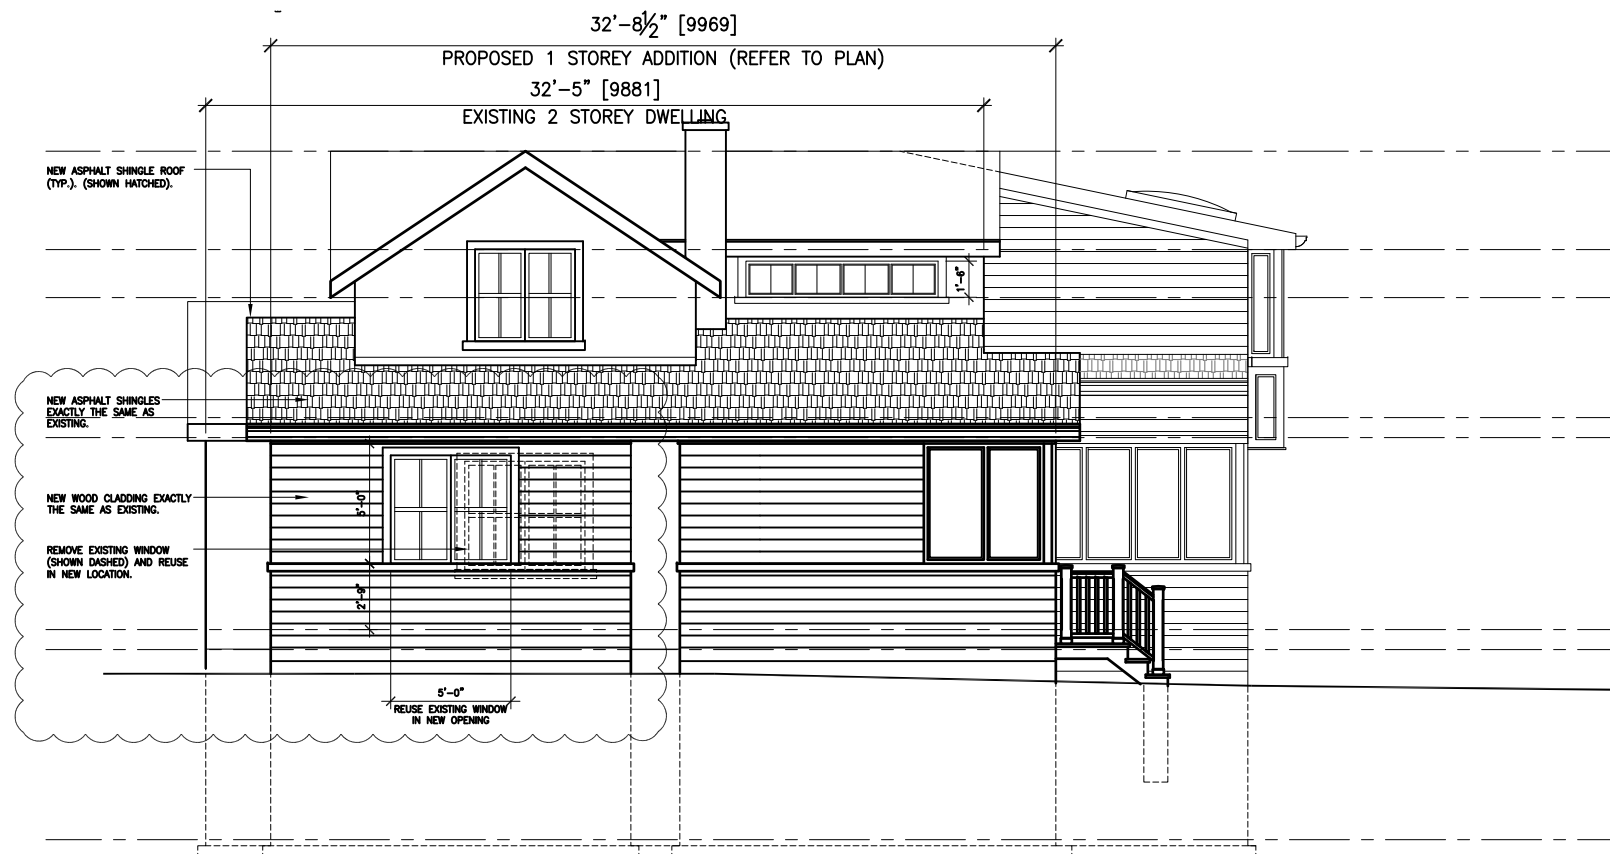 32'-8½" [9969]
PROPOSED 1 STOREY ADDITION (REFER TO PLAN)
32'-5" [9881]
EXISTING 2 STOREY DWELLING
NEW ASPHALT SHINGLE ROOF
(TYP.). (SHOWN HATCHED).
1'-6"
NEW ASPHALT SHINGLES
EXACTLY THE SAME AS
EXISTING.
NEW WOOD CLADDING EXACTLY
THE SAME AS EXISTING.
5'-0"
REMOVE EXISTING WINDOW
(SHOWN DASHED) AND REUSE
IN NEW LOCATION.
2'-9"
5'-0"
REUSE EXISTING WINDOW
IN NEW OPENING